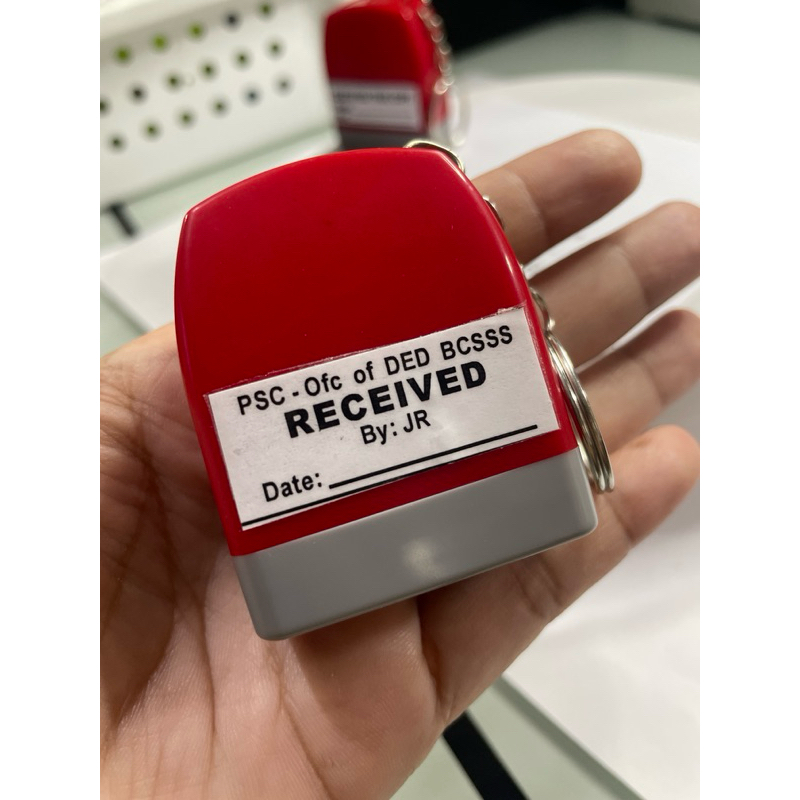 PSC - Ofc of DED BCSSS
RECEIVED
By: JR
Date: